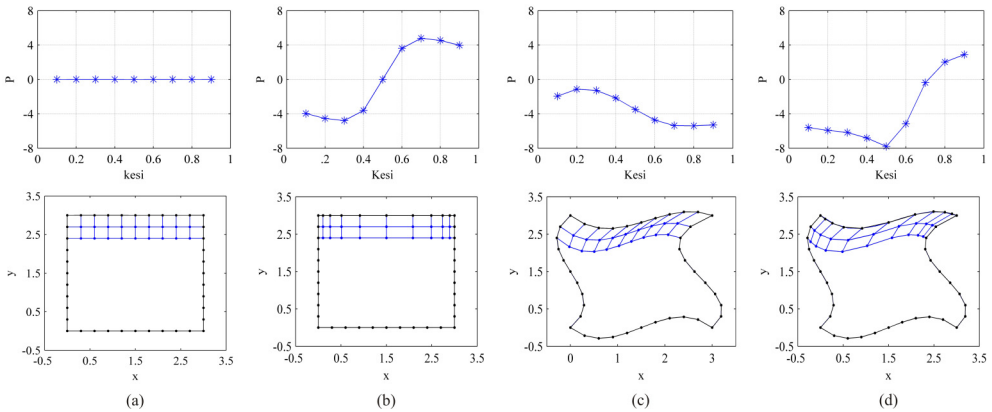 8 8 8 8
4 4 4 4
P 0 P 0 P 0 P 0
-4 -4 -4 -4
-8 -8 -8 -8
0 0.2 0.4 0.6 0.8 1 0 .2 0.4 0.6 0.8 1 0 0.2 0.4 0.6 0.8 1 0 0.2 0.4 0.6 0.8 1
kesi Kesi Kesi Kesi
3.5 3.5 3.5 3.5
2.5 2.5 2.5 2.5
y 1.5 y 1.5 y 1.5 y 1.5
0.5 0.5 0.5 0.5
-0.5 -0.5 -0.5 -0.5
-0.5 0.5 1.5 2.5 3.5 -0.5 0.5 1.5 2.5 3.5 0 1 2 3 -0.5 0.5 1.5 2.5 3.5
x x x x
(a) (b) (c) (d)